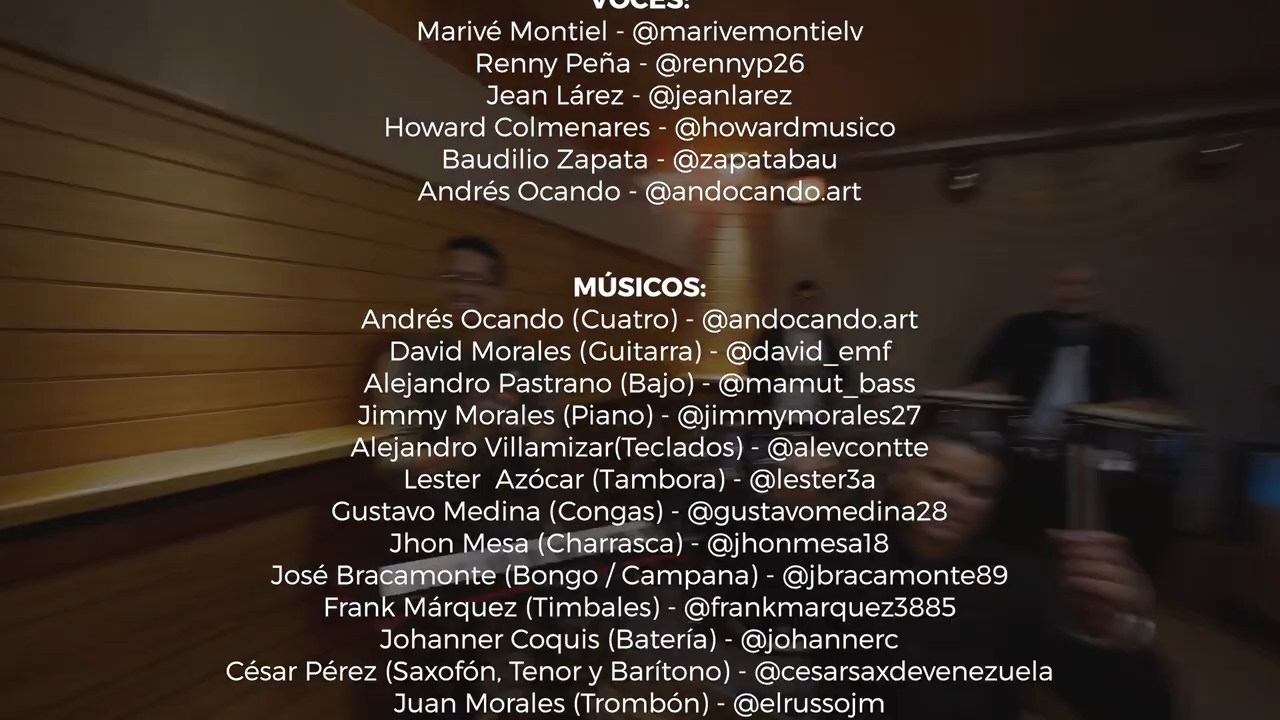 VOCES:
Marivé Montiel - @marivemontielv
Renny Peña - @rennyp26
Jean Lárez - @jeanlarez
Howard Colmenares - @howardmusico
Baudilio Zapata - @zapatabau
Andrés Ocando - @andocando.art
MÚSICOS:
Andrés Ocando (Cuatro) - @andocando.art
David Morales (Guitarra) - @david_emf
Alejandro Pastrano (Bajo) - @mamut_bass
Jimmy Morales (Piano) - @jimmymorales27
Alejandro Villamizar(Teclados) - @alevcontte
Lester  Azócar (Tambora) - @lester3a
Gustavo Medina (Congas) - @gustavomedina28
Jhon Mesa (Charrasca) - @jhonmesa18
José Bracamonte (Bongo / Campana) - @jbracamonte89
Frank Márquez (Timbales) - @frankmarquez3885
Johanner Coquis (Batería) - @johannerc
César Pérez (Saxofón, Tenor y Barítono) - @cesarsaxdevenezuela
Juan Morales (Trombón) - @elrussojm